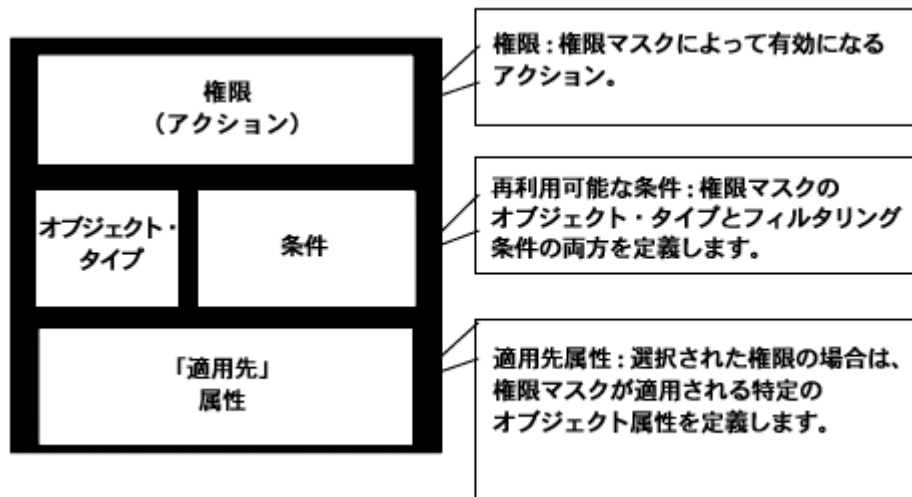 権限
(アクション)
オブジェクト・
タイプ
条件
「適用先」
属性
権限:権限マスクによって有効になる
アクション。
再利用可能な条件:権限マスクの
オブジェクト・タイプとフィルタリング
条件の両方を定義します。
適用先属性:選択された権限の場合は、
権限マスクが適用される特定の
オブジェクト属性を定義します。